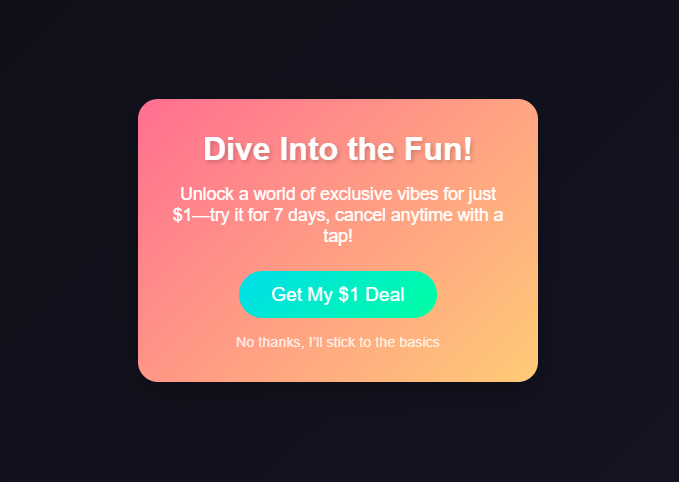 Dive Into the Fun!
Unlock a world of exclusive vibes for just
$1—try it for 7 days, cancel anytime with a
tap!
Get My $1 Deal
No thanks, I'll stick to the basics